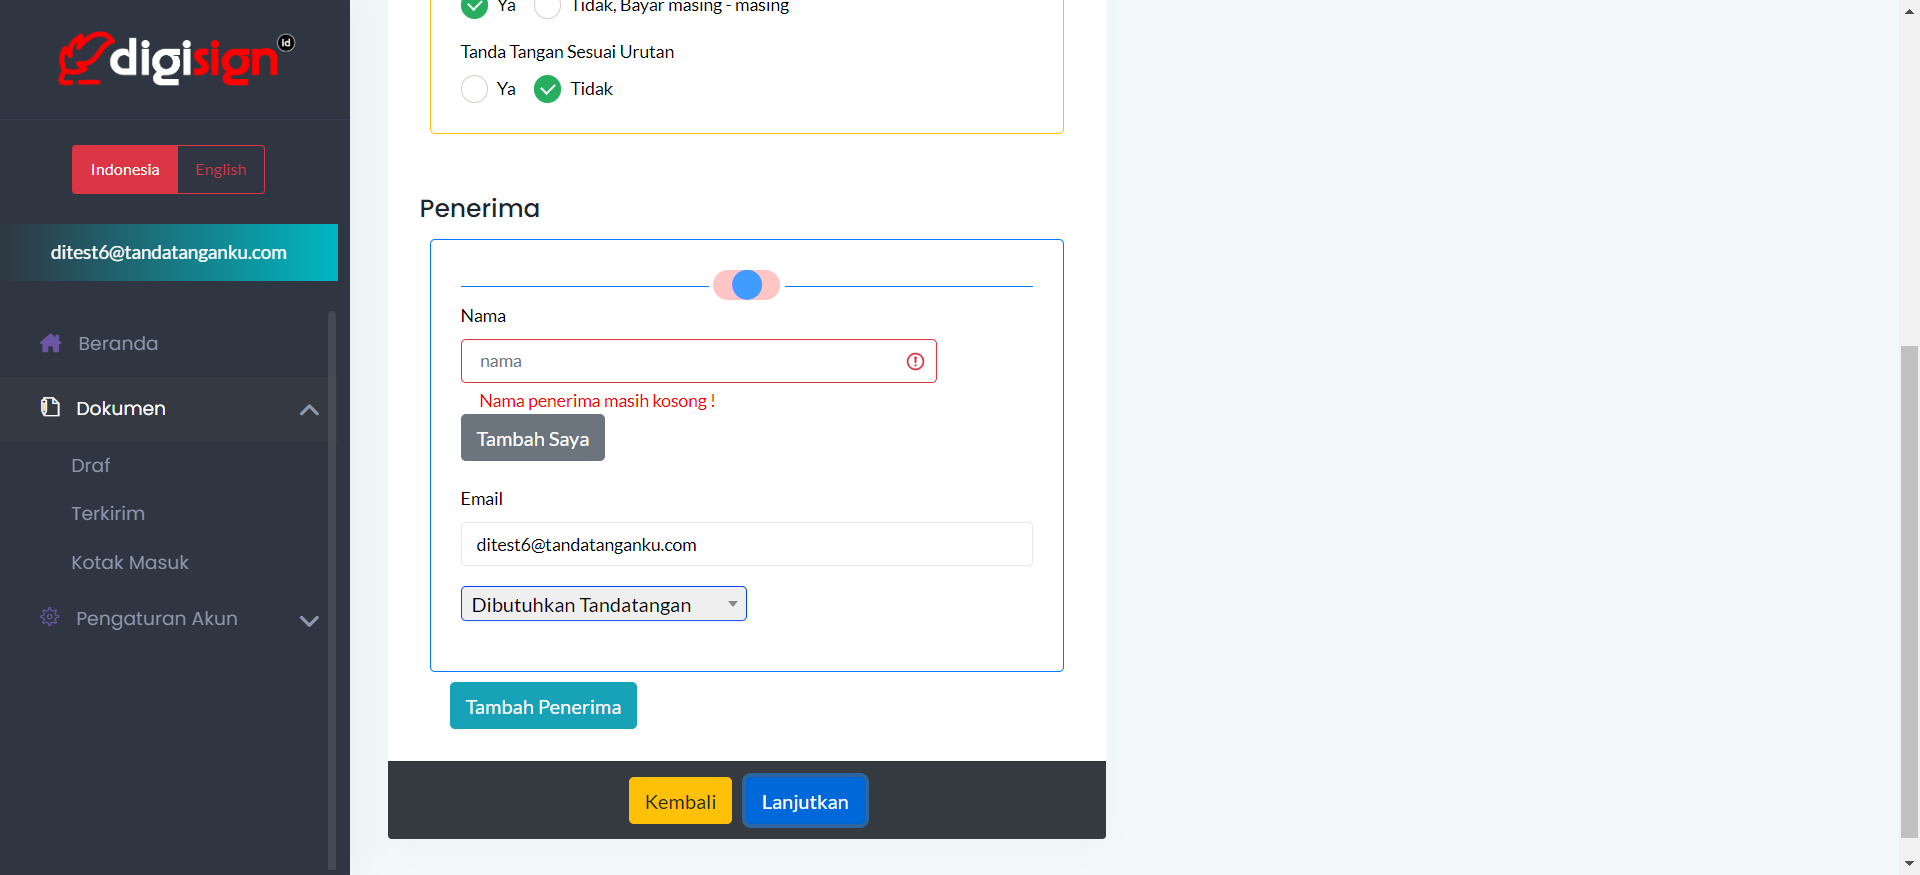 digisign id
Indonesia English
ditest6@tandatanganku.com
Beranda
Dokumen
Draf
Terkirim
Kotak Masuk
Pengaturan Akun
Ya Tidak, Bayar masing - masing
Tanda Tangan Sesuai Urutan
Ya Tidak
Penerima
Nama
nama
Nama penerima masih kosong !
Tambah Saya
Email
ditest6@tandatanganku.com
Dibutuhkan Tandatangan
Tambah Penerima
Kembali Lanjutkan